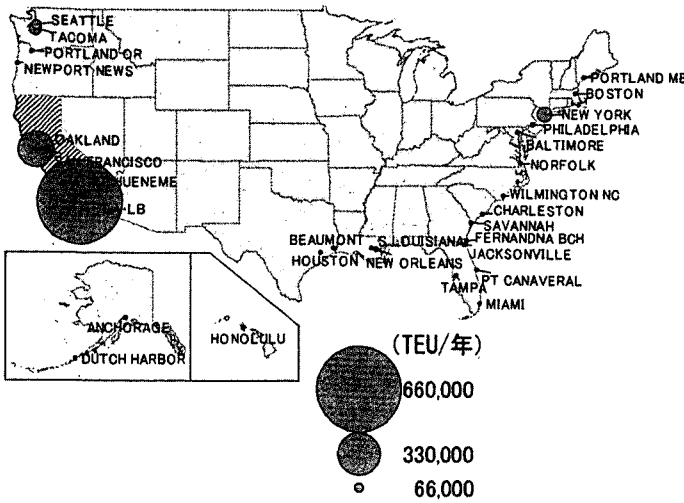 SEATTLE
TACOMA
PORTLAND OR
NEWPORT NEWS
OAKLAND
FRANCISCO
HUENEME
LB
PORTLAND ME
BOSTON
NEW YORK
PHILADELPHIA
BALTIMORE
NORFOLK
WILMINGTON NC
CHARLESTON
SAVANNAH
FERNANDNA BCH
JACKSONVILLE
BEAUMONT
S.LOUISIANA
HOUSTON
NEW ORLEANS
PT CANAVERAL
TAMPA
MIAMI
ANCHORAGE
DUTCH HARBOR
HONOLULU
(TEU/年)
660,000
330,000
66,000